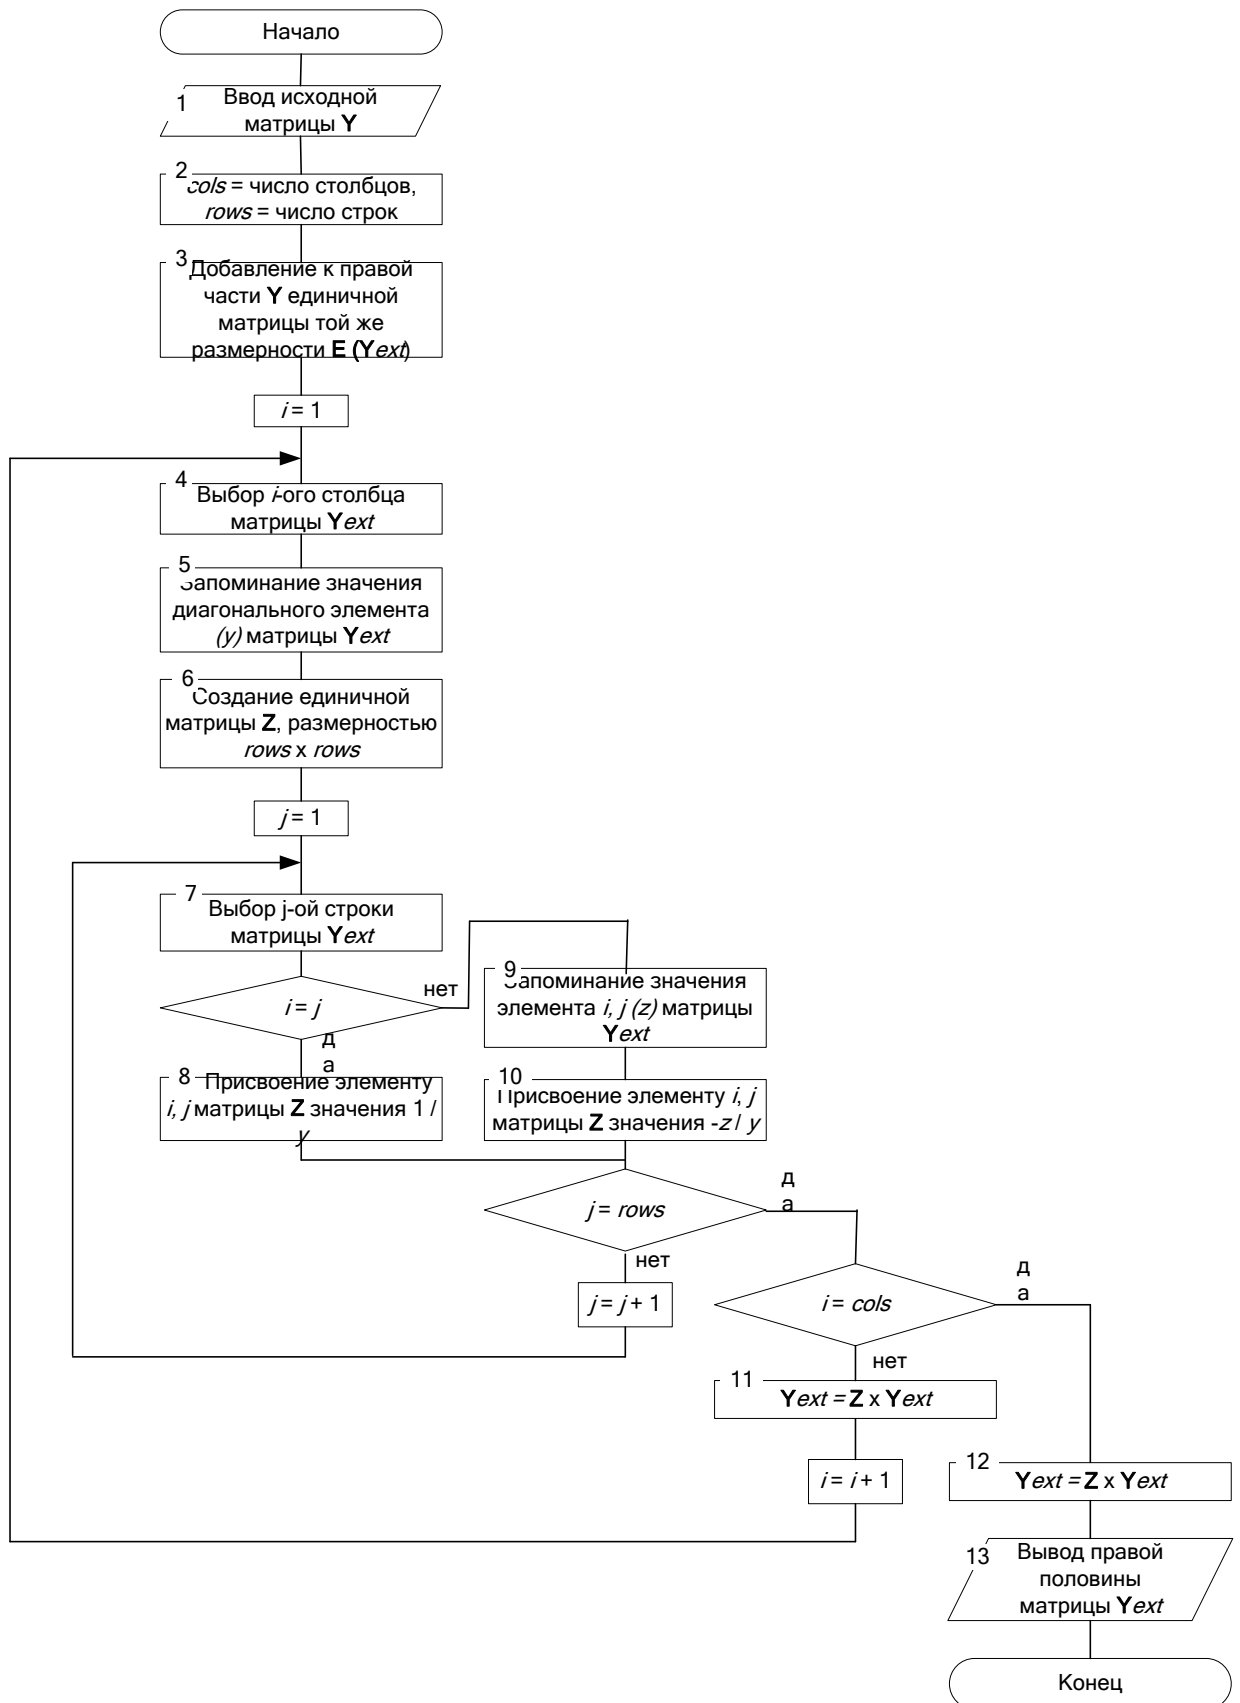 Начало
1
Ввод исходной
матрицы Y
2
cols = число столбцов,
rows = число строк
3
Добавление к правой
части Y единичной
матрицы той же
размерности E (Yext)
i = 1
4
Выбор i-ого столбца
матрицы Yext
5
Запоминание значения
диагонального элемента
(y) матрицы Yext
6
Создание единичной
матрицы Z, размерностью
rows x rows
j = 1
7
Выбор j-ой строки
матрицы Yext
i = j
нет
д
а
9
Запоминание значения
элемента i, j (z) матрицы
Yext
8
Присвоение элементу
i, j матрицы Z значения 1 /
y
10
Присвоение элементу i, j
матрицы Z значения -z / y
j = rows
д
а
нет
j = j + 1
i = cols
д
а
нет
11
Yext = Z x Yext
i = i + 1
12
Yext = Z x Yext
13
Вывод правой
половины
матрицы Yext
Конец